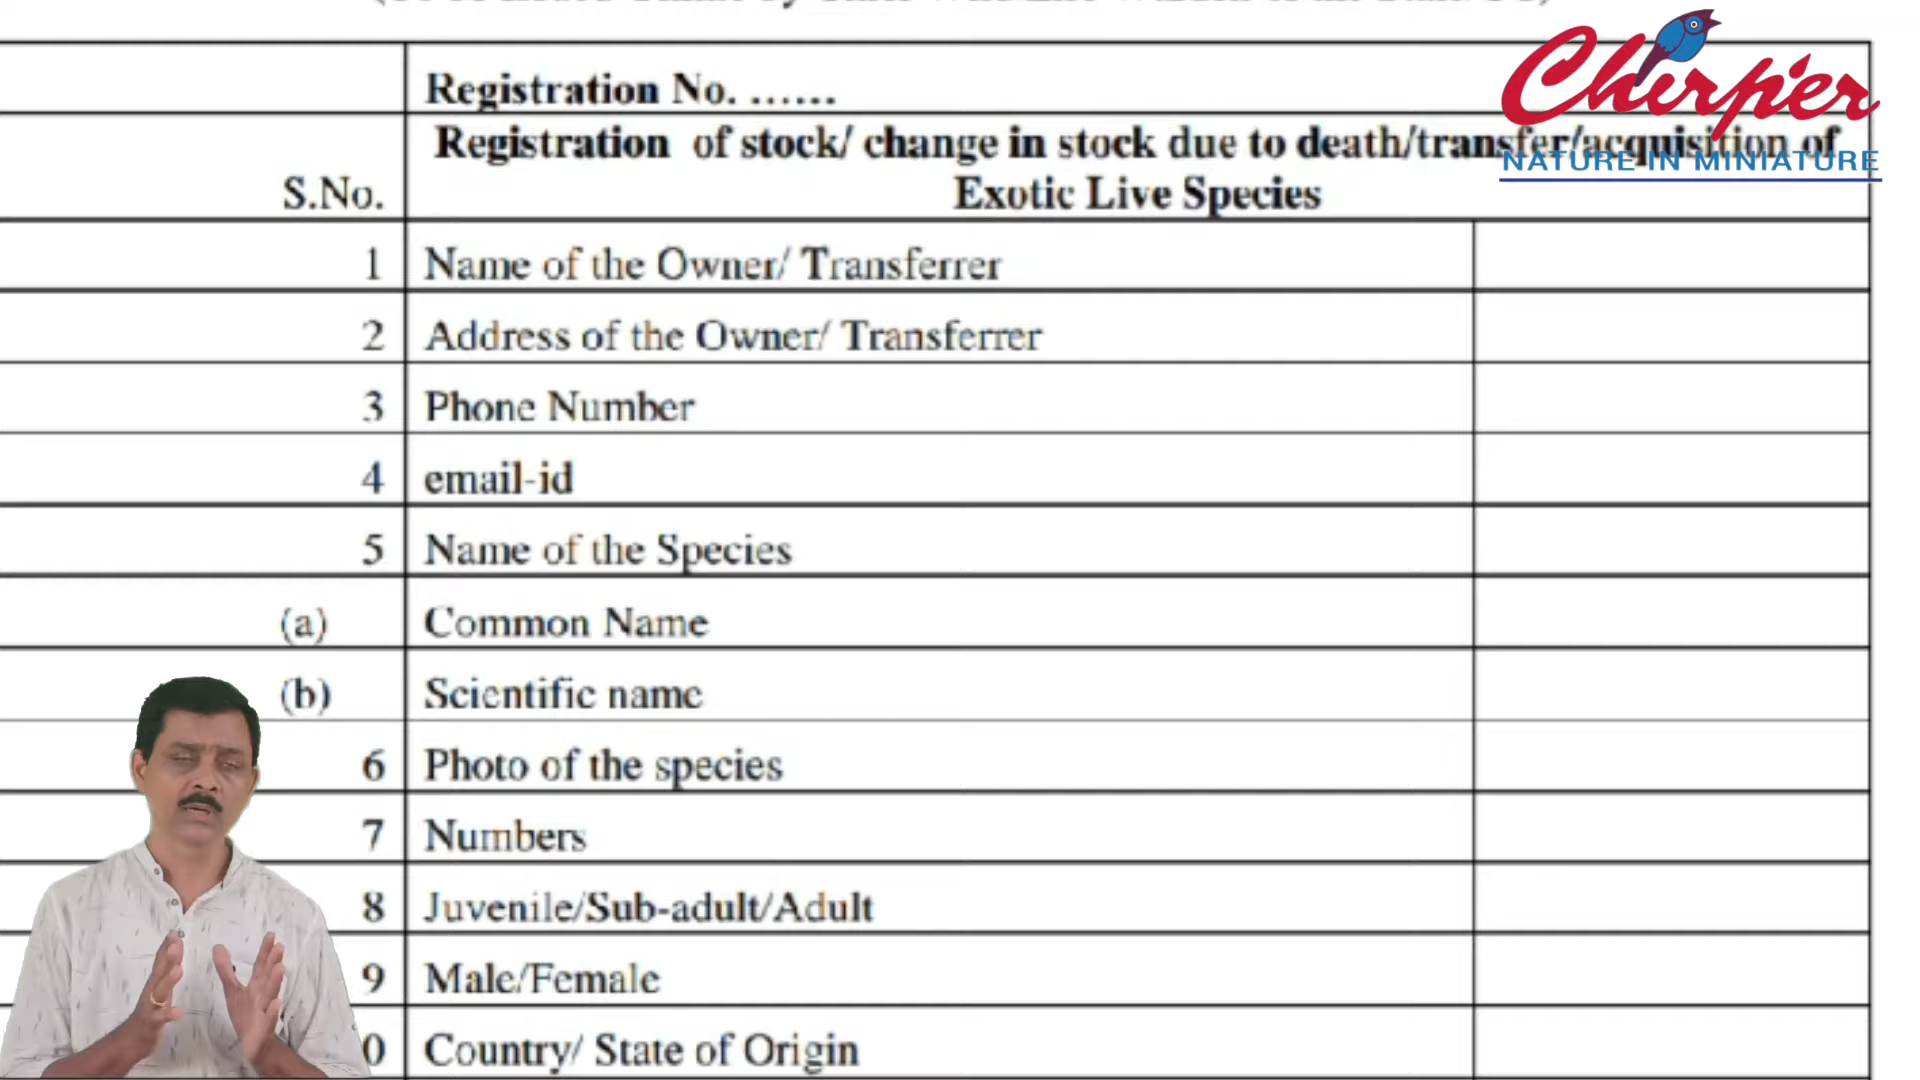 Registration No. ......
Registration of stock/ change in stock due to death/transfer/acquisition of
S.No.
Exotic Live Species
1 Name of the Owner/ Transferrer
2 Address of the Owner/ Transferrer
3 Phone Number
4 email-id
5 Name of the Species
(a) Common Name
(b) Scientific name
6 Photo of the species
7 Numbers
8 Juvenile/Sub-adult/Adult
9 Male/Female
0 Country/ State of Origin
Chirper
NATURE IN MINIATURE